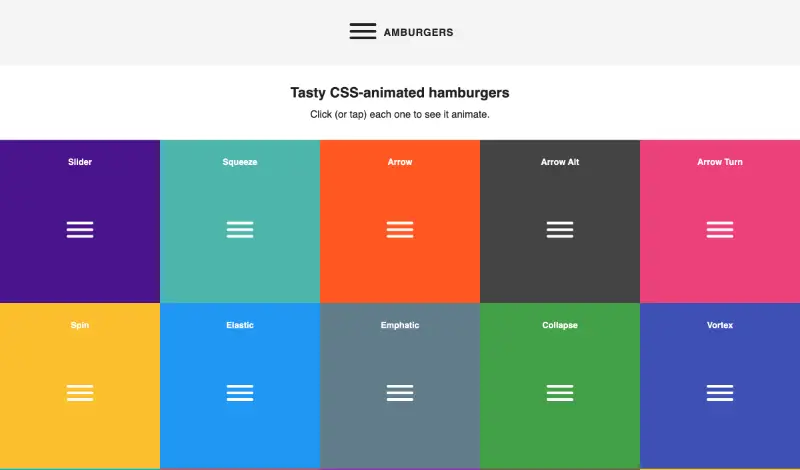 AMBURGERS
Tasty CSS-animated hamburgers
Click (or tap) each one to see it animate.
Slider
Squeeze
Arrow
Arrow Alt
Arrow Turn
Spin
Elastic
Emphatic
Collapse
Vortex